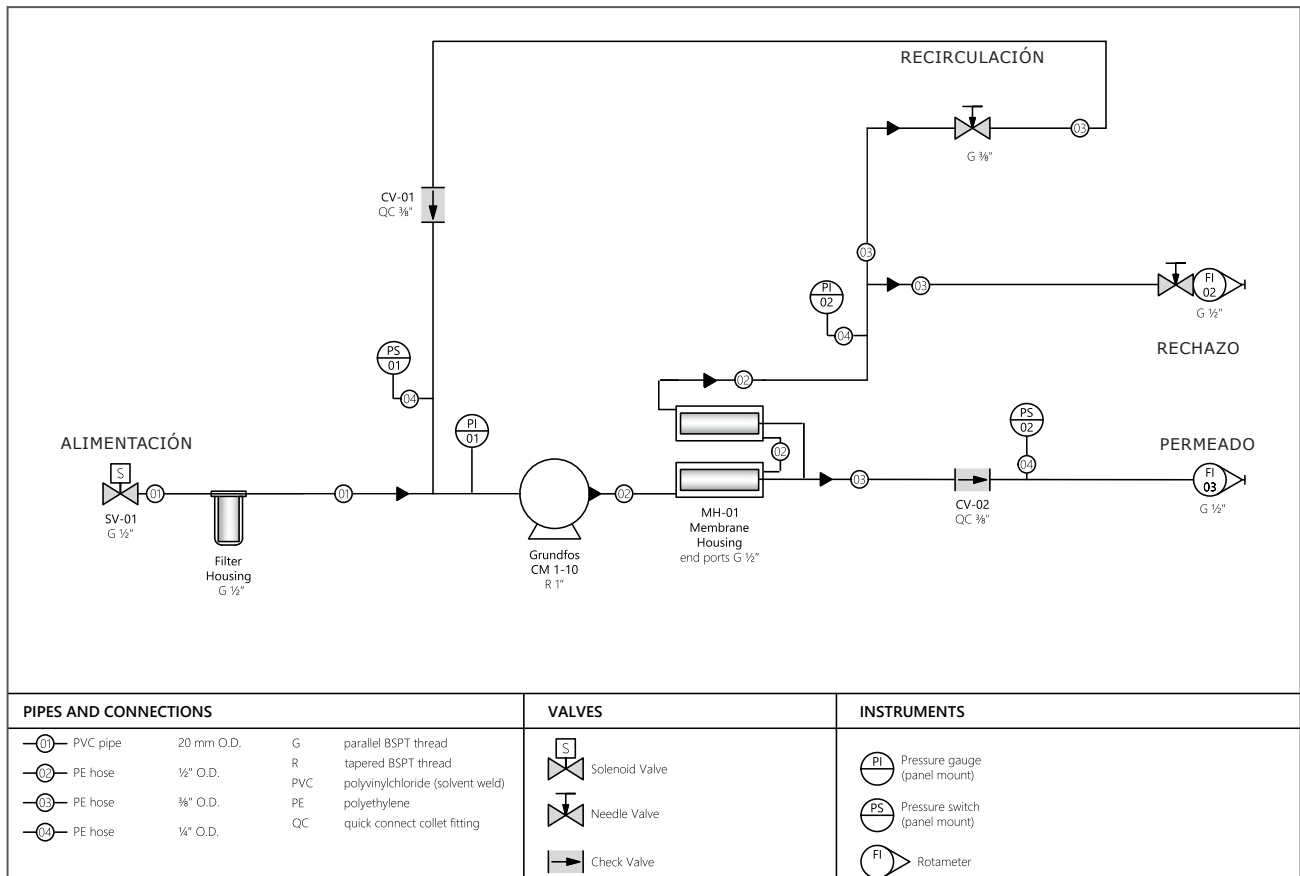 RECIRCULACIÓN
03
G ⅜"
CV-01
QC ⅜"
03
PI
02
03
FI
02
G ½"
04
RECHAZO
PS
01
02
04
PI
01
PS
02
ALIMENTACIÓN
PERMEADO
02
04
S
01
01
02
03
FI
03
SV-01
G ½"
CV-02
QC ⅜"
G ½"
MH-01
Membrane
Housing
end ports G ½"
Filter
Housing
G ½"
Grundfos
CM 1-10
R 1"
PIPES AND CONNECTIONS
01 PVC pipe 20 mm O.D.
02 PE hose ½" O.D.
03 PE hose ⅜" O.D.
04 PE hose ¼" O.D.
G parallel BSPT thread
R tapered BSPT thread
PVC polyvinylchloride (solvent weld)
PE polyethylene
QC quick connect collet fitting
VALVES
S Solenoid Valve
Needle Valve
Check Valve
INSTRUMENTS
PI Pressure gauge
(panel mount)
PS Pressure switch
(panel mount)
FI Rotameter